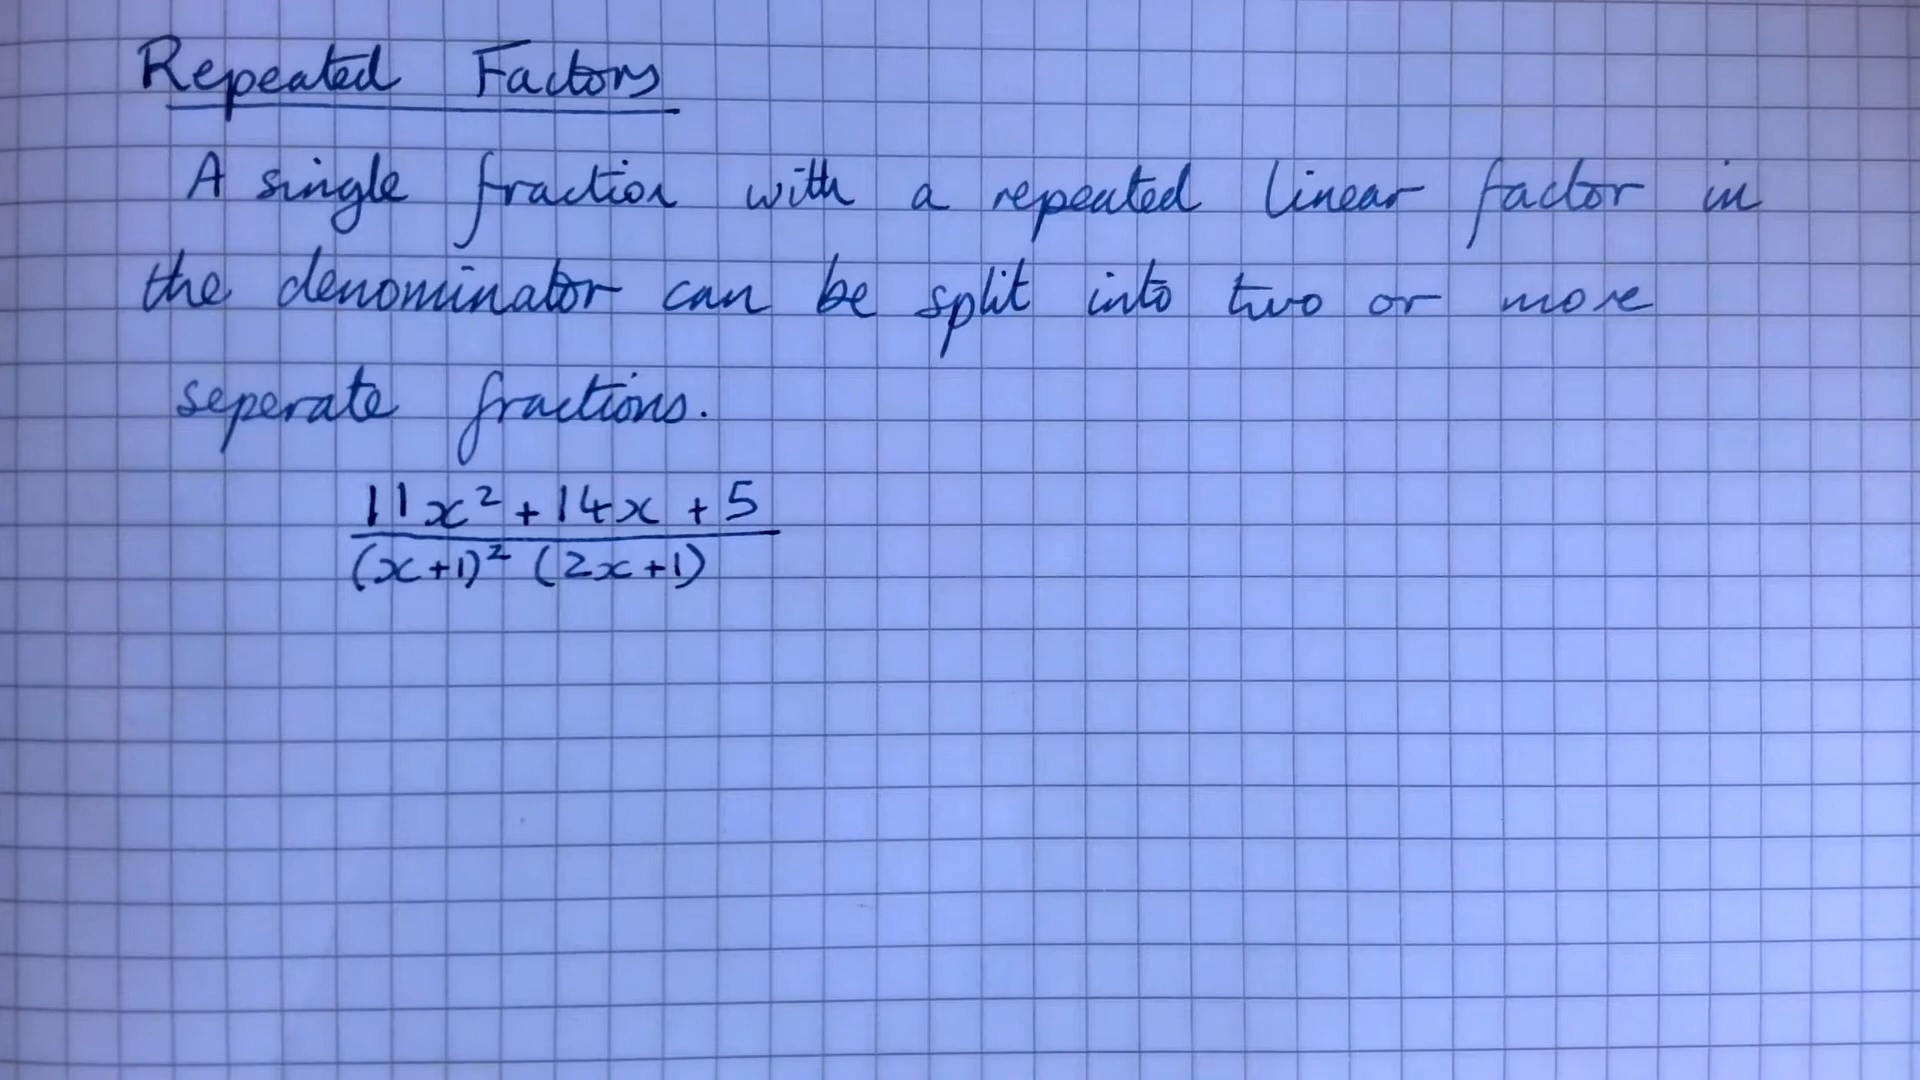 Repeated Factors
A single fraction with a repeated linear factor in
the denominator can be split into two or more
seperate fractions.
11x² + 14x + 5
(x+1)² (2x+1)